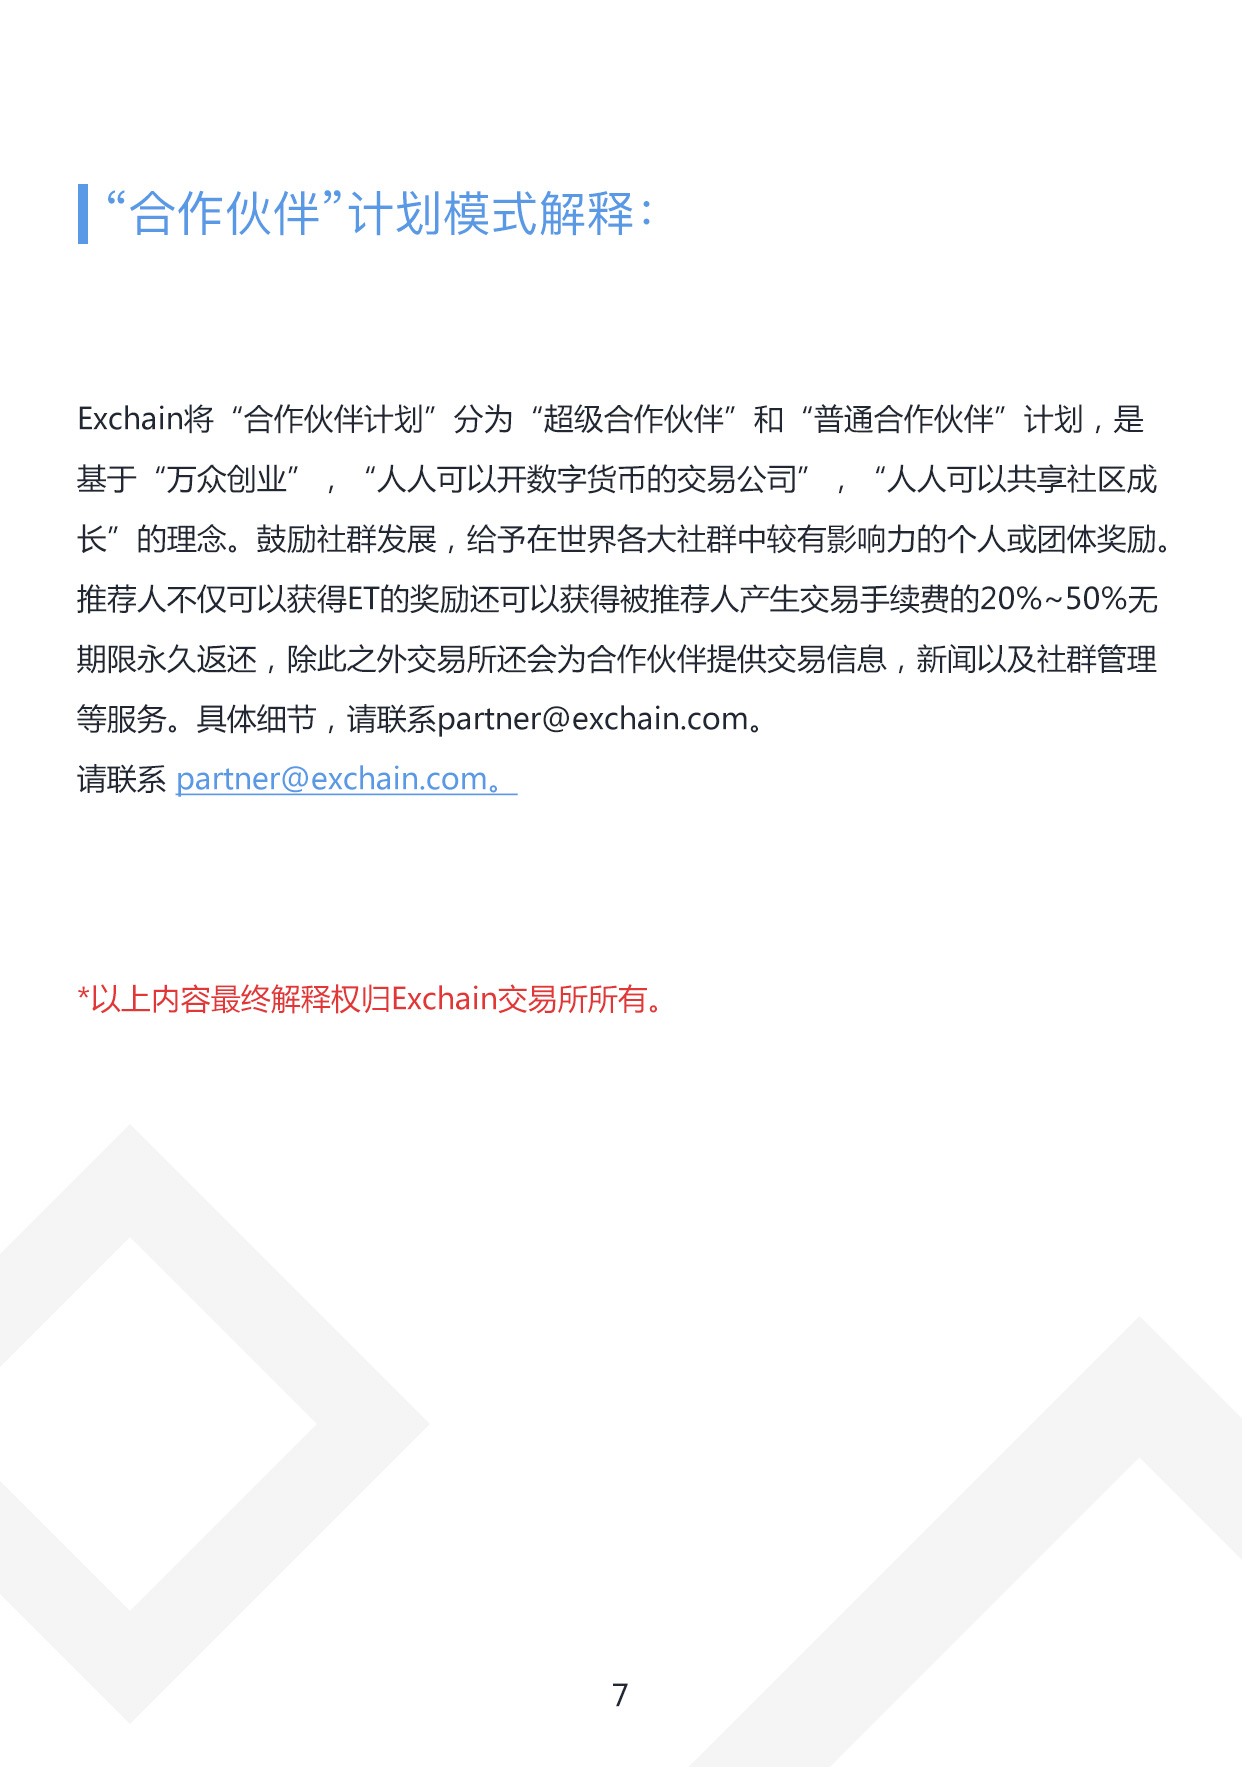 “合作伙伴”计划模式解释：
Exchain将“合作伙伴计划”分为“超级合作伙伴”和“普通合作伙伴”计划，是
基于“万众创业”，“人人可以开数字货币的交易公司”，“人人可以共享社区成
长”的理念。鼓励社群发展，给予在世界各大社群中较有影响力的个人或团体奖励。
推荐人不仅可以获得ET的奖励还可以获得被推荐人产生交易手续费的20%~50%无
期限永久返还，除此之外交易所还会为合作伙伴提供交易信息，新闻以及社群管理
等服务。具体细节，请联系partner@exchain.com。
请联系 partner@exchain.com。
*以上内容最终解释权归Exchain交易所所有。
7